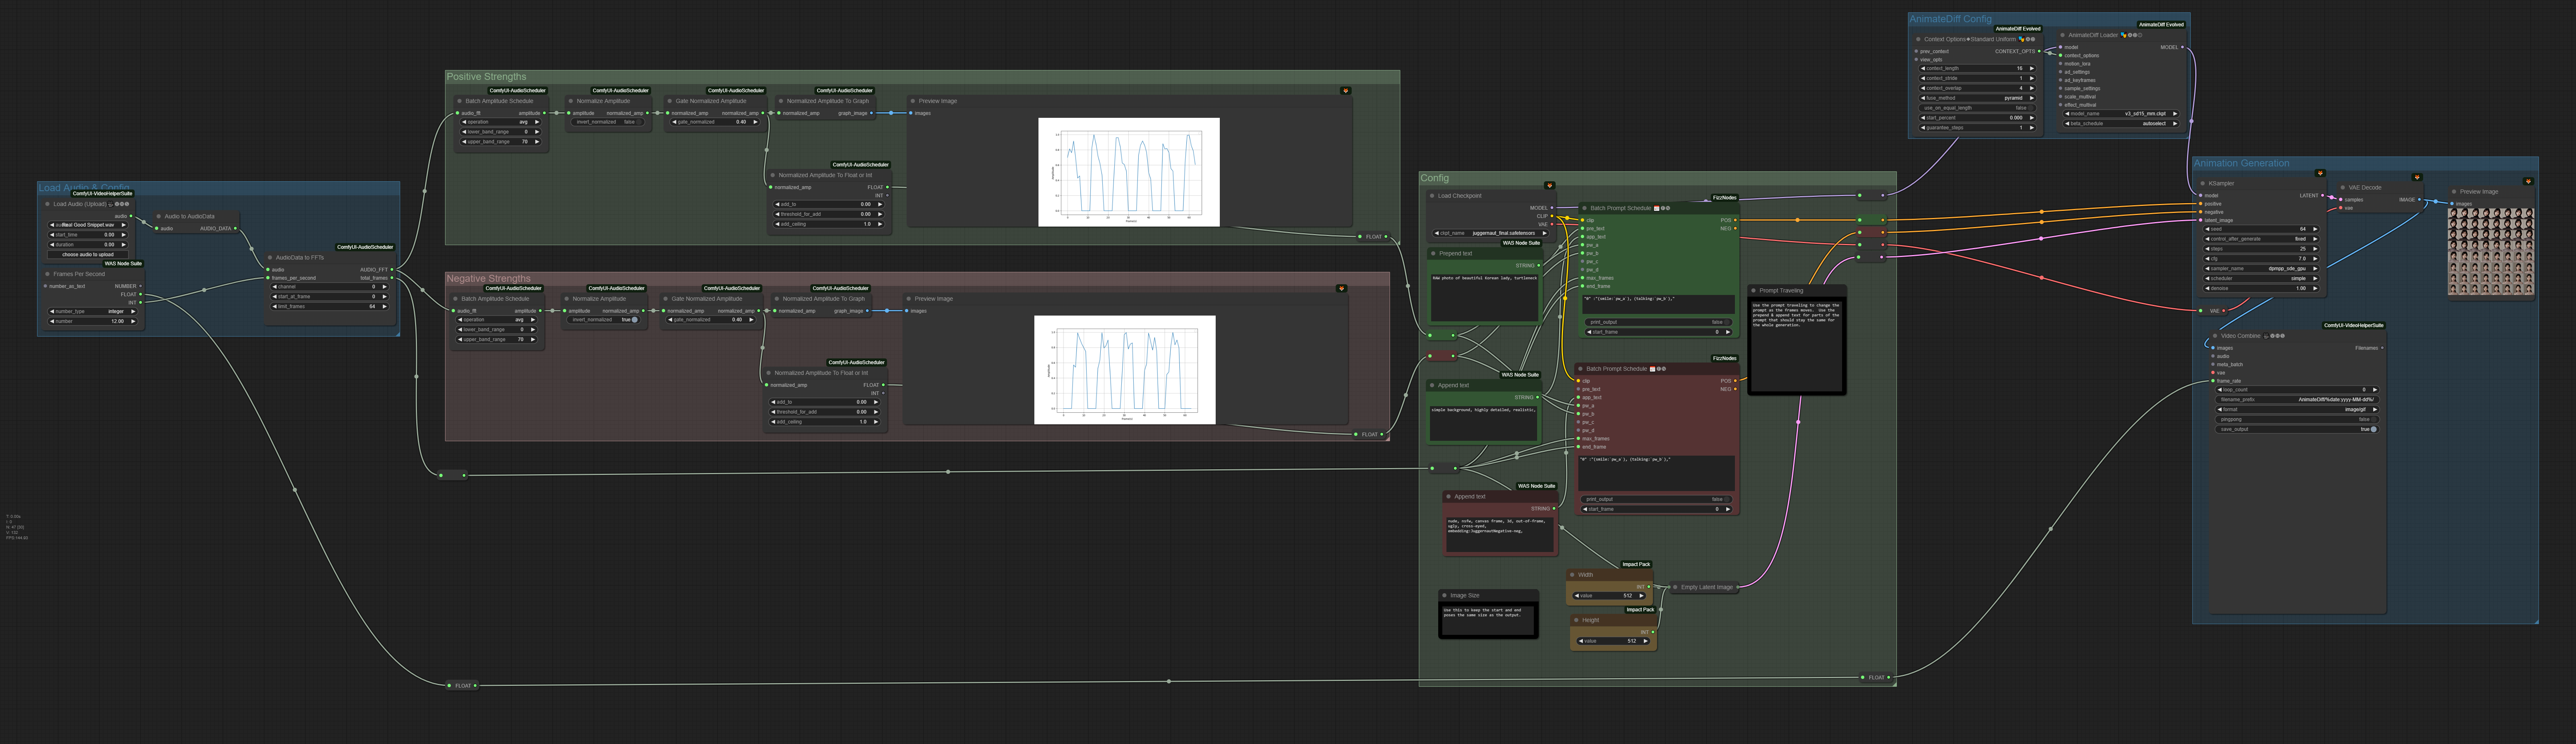 Load Audio & Config
ComfyUI-VideoHelperSuite
Load Audio (Upload)
audio
Maui Good Snippet.wav
start_time 0.00
duration 0.00
choose audio to upload
Audio to AudioData
audio AUDIO_DATA
WAS Node Suite
Frames Per Second
number_as_text NUMBER
FLOAT
INT
number_type integer
number 12.00
ComfyUI-AudioScheduler
AudioData to FFTs
audio AUDIO_FFT
frames_per_second total_frames
channel 0
start_at_frame 0
limit_frames 64
Positive Strengths
ComfyUI-AudioScheduler
Batch Amplitude Schedule
audio_fft amplitude
operation avg
lower_band_range 0
upper_band_range 70
ComfyUI-AudioScheduler
Normalize Amplitude
amplitude normalized_amp
invert_normalized false
ComfyUI-AudioScheduler
Gate Normalized Amplitude
normalized_amp normalized_amp
gate_normalized 0.40
ComfyUI-AudioScheduler
Normalized Amplitude To Graph
normalized_amp graph_image
Preview Image
images
ComfyUI-AudioScheduler
Normalized Amplitude To Float or Int
normalized_amp FLOAT
INT
add_to 0.00
threshold_for_add 0.00
add_ceiling 1.0
FLOAT
Negative Strengths
ComfyUI-AudioScheduler
Batch Amplitude Schedule
audio_fft amplitude
operation avg
lower_band_range 0
upper_band_range 70
ComfyUI-AudioScheduler
Normalize Amplitude
amplitude normalized_amp
invert_normalized true
ComfyUI-AudioScheduler
Gate Normalized Amplitude
normalized_amp normalized_amp
gate_normalized 0.40
ComfyUI-AudioScheduler
Normalized Amplitude To Graph
normalized_amp graph_image
Preview Image
images
ComfyUI-AudioScheduler
Normalized Amplitude To Float or Int
normalized_amp FLOAT
INT
add_to 0.00
threshold_for_add 0.00
add_ceiling 1.0
FLOAT
FLOAT
Config
Load Checkpoint
MODEL
CLIP
VAE
ckpt_name juggernaut_final.safetensors
WAS Node Suite
Prepend text
STRING
RAW photo of beautiful Korean lady, turtleneck
WAS Node Suite
Append text
STRING
simple background, highly detailed, realistic,
WAS Node Suite
Append text
STRING
nude, nsfw, canvas frame, 3d, out-of-frame,
ugly, cross-eyed,
embedding:JuggernautNegative-neg,
FizzNodes
Batch Prompt Schedule
clip POS
pre_text NEG
app_text
pw_a
pw_b
pw_c
pw_d
max_frames
end_frame
"0" :"(smile:`pw_a`), (talking:`pw_b`),"
print_output false
start_frame 0
FizzNodes
Batch Prompt Schedule
clip POS
pre_text NEG
app_text
pw_a
pw_b
pw_c
pw_d
max_frames
end_frame
"0" :"(smile:`pw_a`), (talking:`pw_b`),"
print_output false
start_frame 0
Prompt Traveling
Use the prompt traveling to change the
prompt as the frames moves. Use the
prepend & append text for parts of the
prompt that should stay the same for
the whole generation.
Image Size
Use this to keep the start and end
poses the same size as the output.
Impact Pack
Width
INT
value 512
Impact Pack
Height
INT
value 512
Empty Latent Image
FLOAT
AnimateDiff Config
AnimateDiff Evolved
Context Options◆Standard Uniform
prev_context CONTEXT_OPTS
view_opts
context_length 16
context_stride 1
context_overlap 4
fuse_method pyramid
use_on_equal_length false
start_percent 0.000
guarantee_steps 1
AnimateDiff Evolved
AnimateDiff Loader
model MODEL
context_options
motion_lora
ad_settings
ad_keyframes
sample_settings
scale_multival
effect_multival
model_name v3_sd15_mm.ckpt
beta_schedule autoselect
Animation Generation
KSampler
model LATENT
positive
negative
latent_image
seed 64
control_after_generate fixed
steps 25
cfg 7.0
sampler_name dpmpp_sde_gpu
scheduler simple
denoise 1.00
VAE Decode
samples IMAGE
vae
Preview Image
images
VAE
ComfyUI-VideoHelperSuite
Video Combine
images Filenames
audio
meta_batch
vae
frame_rate
loop_count 0
filename_prefix AnimateDiff/%date:yyyy-MM-dd%/
format image/gif
pingpong false
save_output true